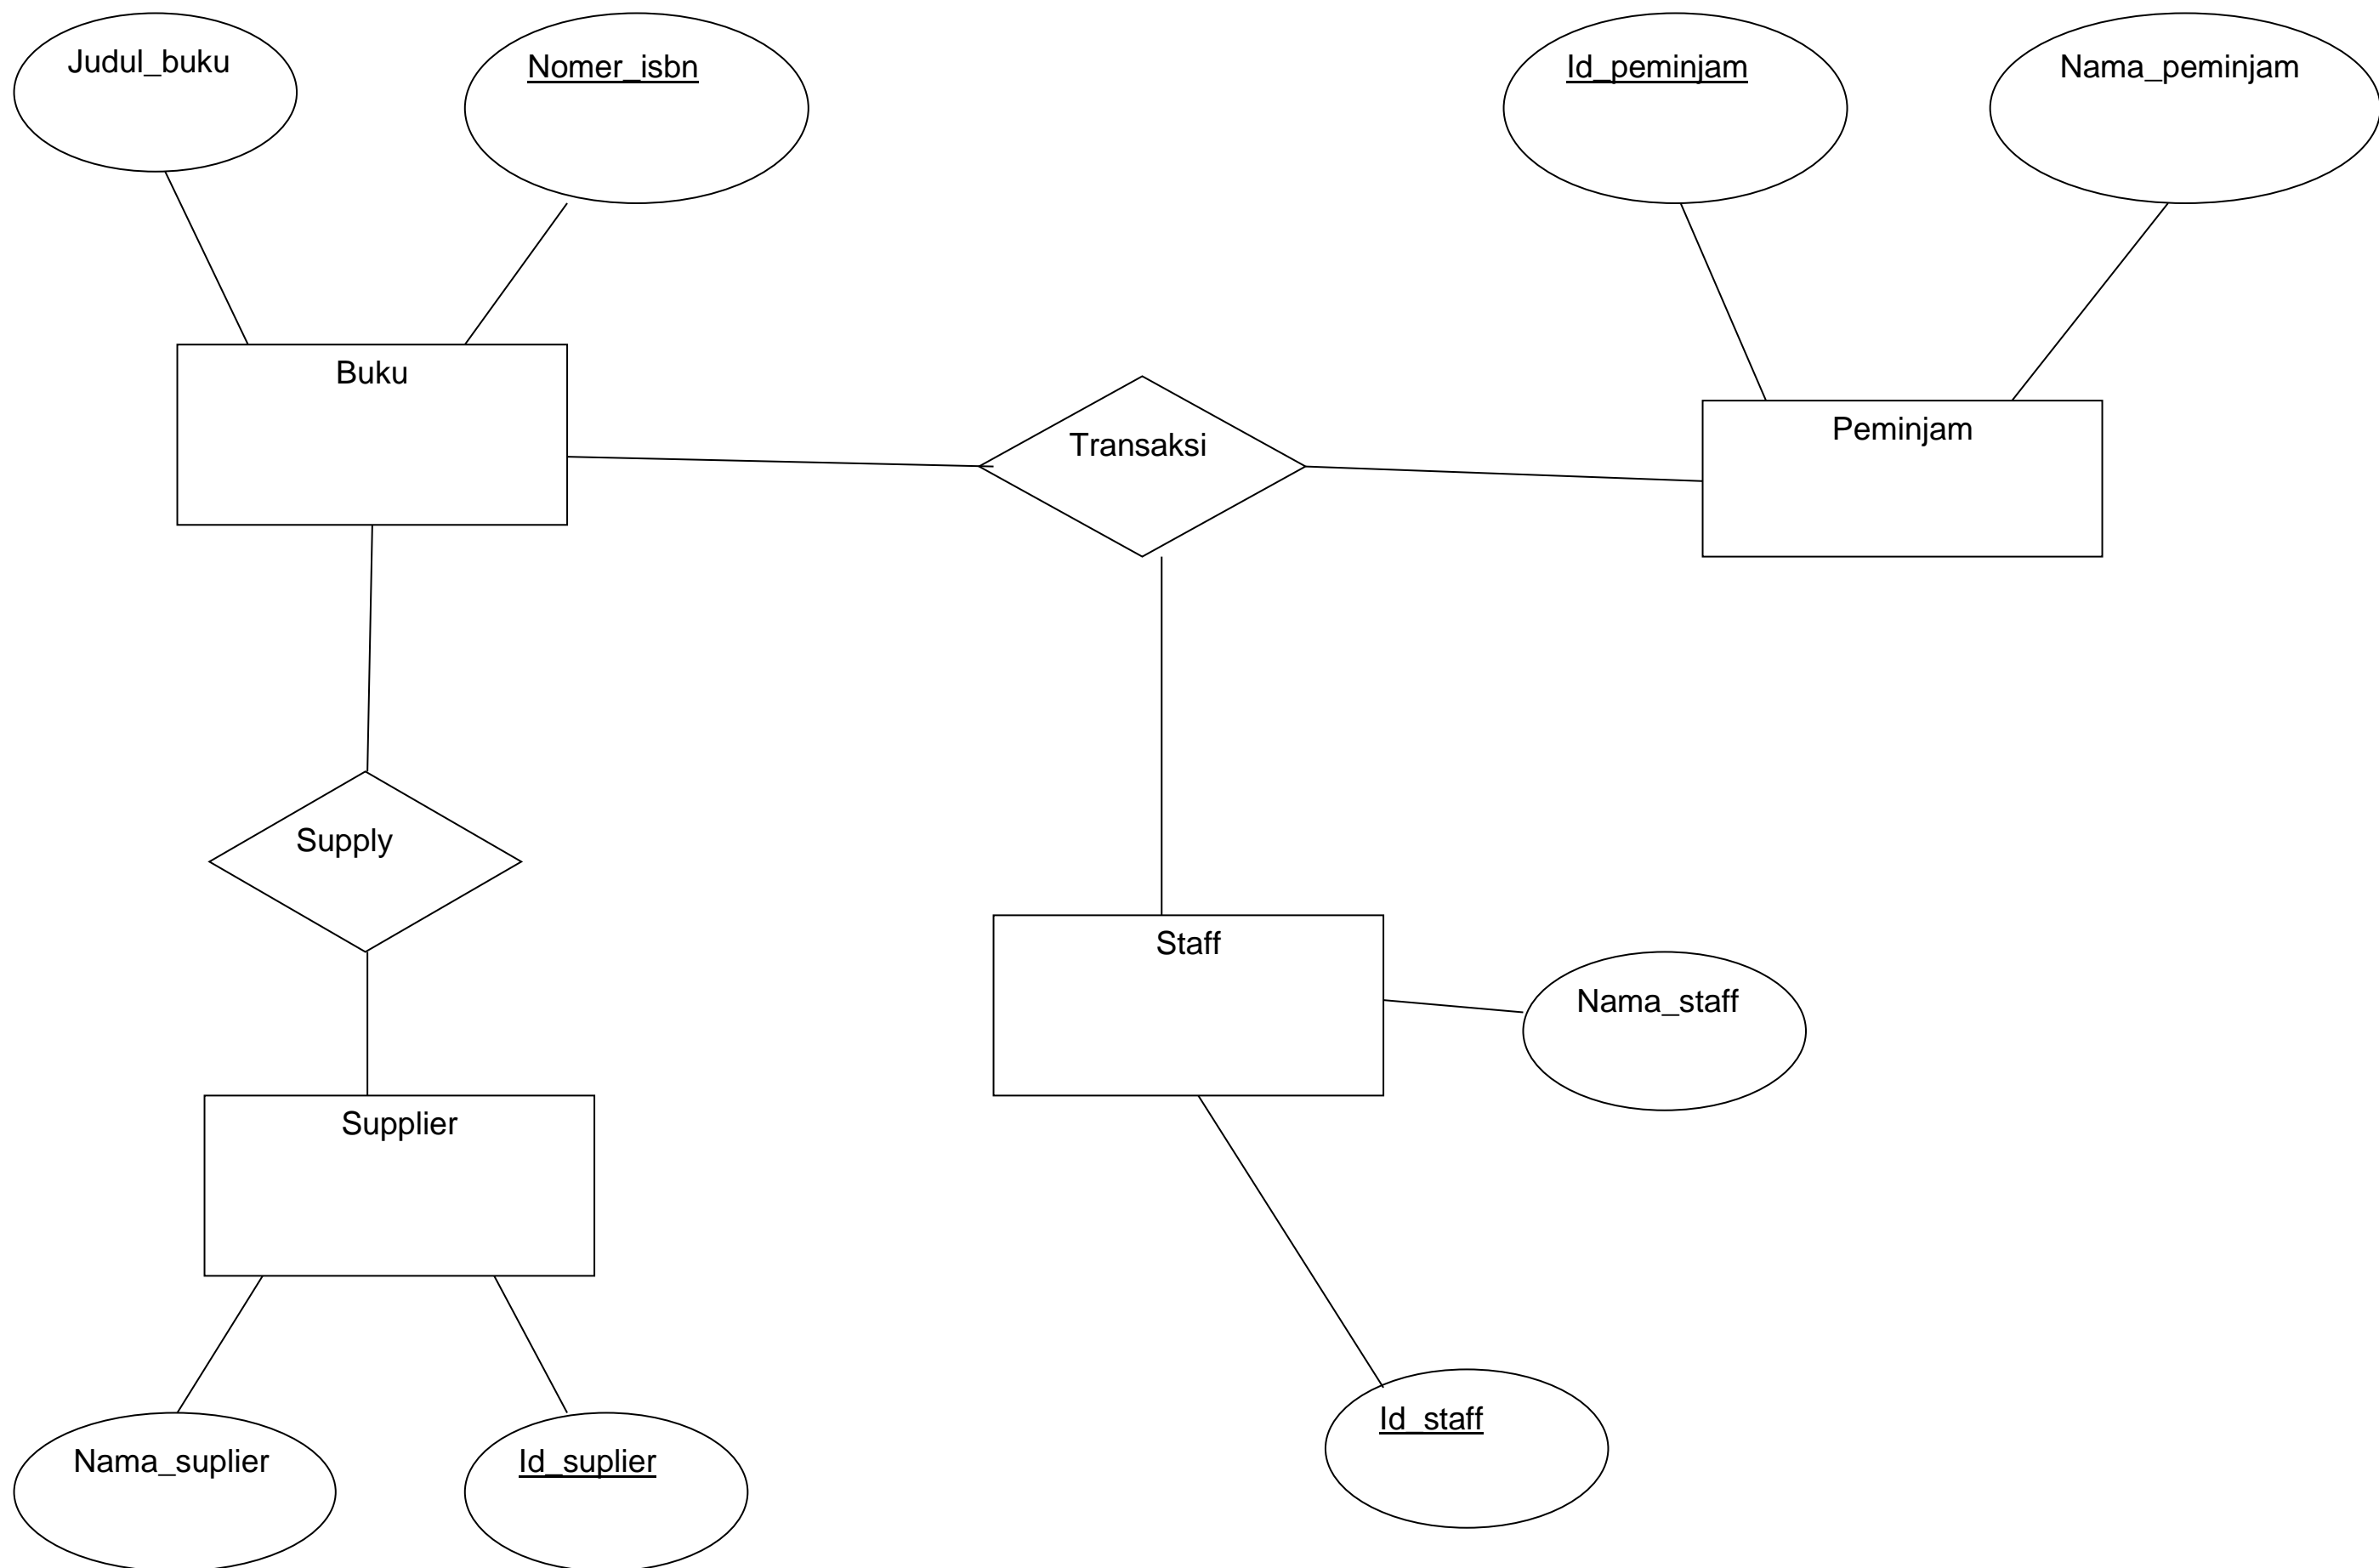 Judul_buku
Nomer_isbn
Id_peminjam
Nama_peminjam
Buku
Transaksi
Peminjam
Supply
Staff
Nama_staff
Supplier
Id_staff
Nama_suplier
Id_suplier